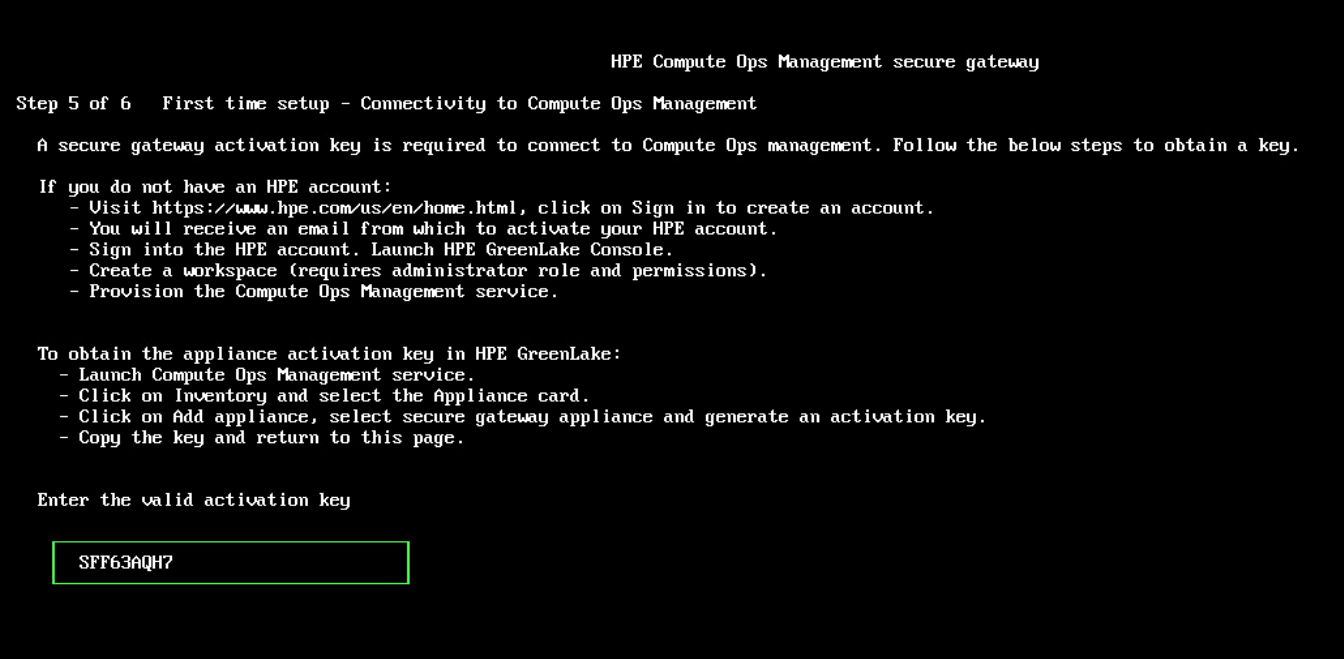 HPE Compute Ops Management secure gateway
Step 5 of 6 First time setup - Connectivity to Compute Ops Management
A secure gateway activation key is required to connect to Compute Ops management. Follow the below steps to obtain a key.
If you do not have an HPE account:
- Visit https://www.hpe.com/us/en/home.html, click on Sign in to create an account.
- You will receive an email from which to activate your HPE account.
- Sign into the HPE account. Launch HPE GreenLake Console.
- Create a workspace (requires administrator role and permissions).
- Provision the Compute Ops Management service.
To obtain the appliance activation key in HPE GreenLake:
- Launch Compute Ops Management service.
- Click on Inventory and select the Appliance card.
- Click on Add appliance, select secure gateway appliance and generate an activation key.
- Copy the key and return to this page.
Enter the valid activation key
SFF63AQH7